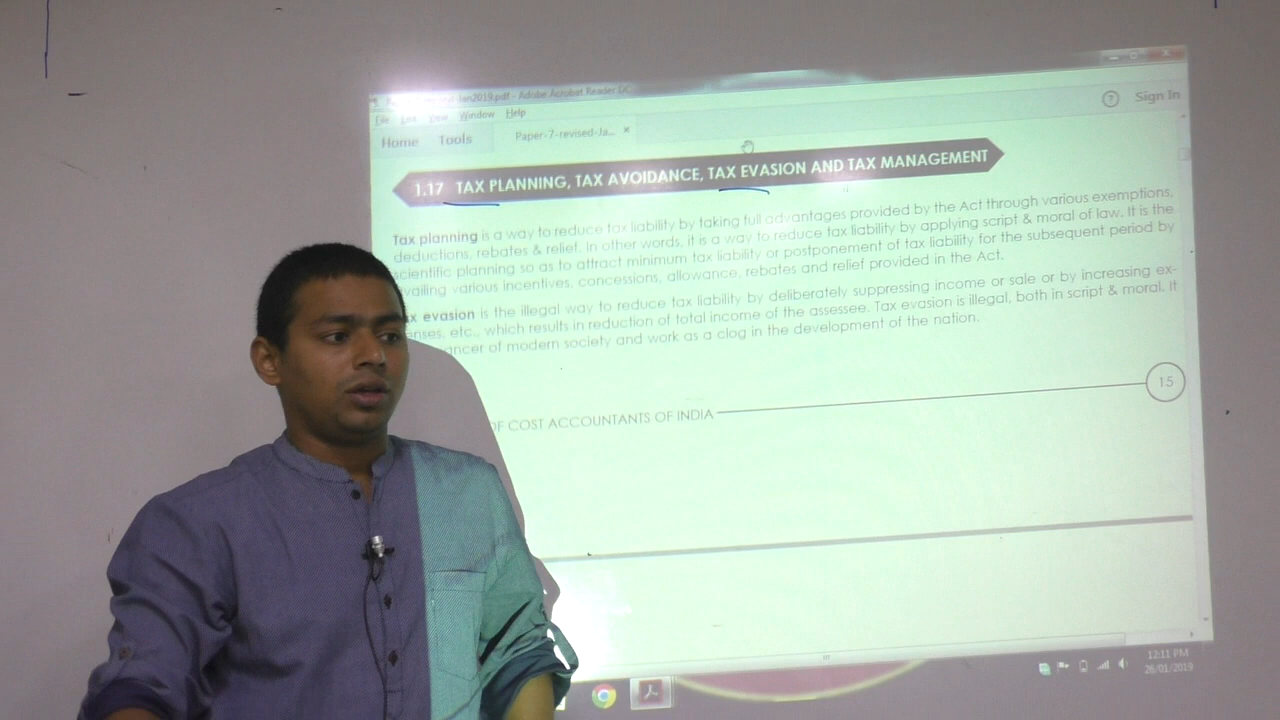 Jan2019.pdf - Adobe Acrobat Reader DC
File Edit View Window Help
Home Tools Paper-7-revised-Ja... × ? Sign In
1.17 TAX PLANNING, TAX AVOIDANCE, TAX EVASION AND TAX MANAGEMENT
Tax planning is a way to reduce tax liability by taking full advantages provided by the Act through various exemptions,
deductions, rebates & relief. In other words, it is a way to reduce tax liability by applying script & moral of law. It is the
scientific planning so as to attract minimum tax liability or postponement of tax liability for the subsequent period by
availing various incentives, concessions, allowance, rebates and relief provided in the Act.
x evasion is the illegal way to reduce tax liability by deliberately suppressing income or sale or by increasing ex-
enses, etc., which results in reduction of total income of the assessee. Tax evasion is illegal, both in script & moral. It
ancer of modern society and work as a clog in the development of the nation.
OF COST ACCOUNTANTS OF INDIA 15
12:11 PM
26/01/2019